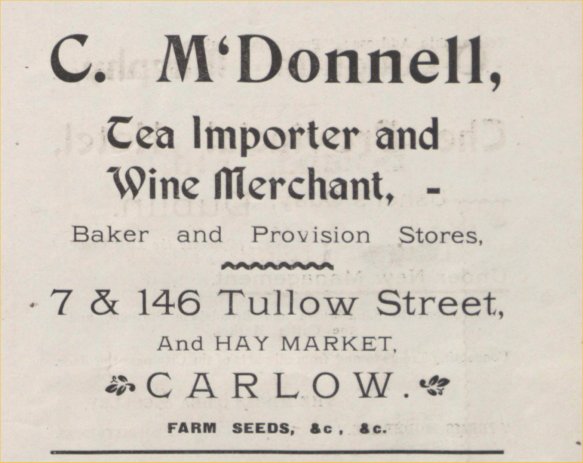 C. M‘Donnell,
Tea Importer and
Wine Merchant, -
Baker and Provision Stores,
7 & 146 Tullow Street,
And HAY MARKET,
CARLOW.
FARM SEEDS, &c, &c.